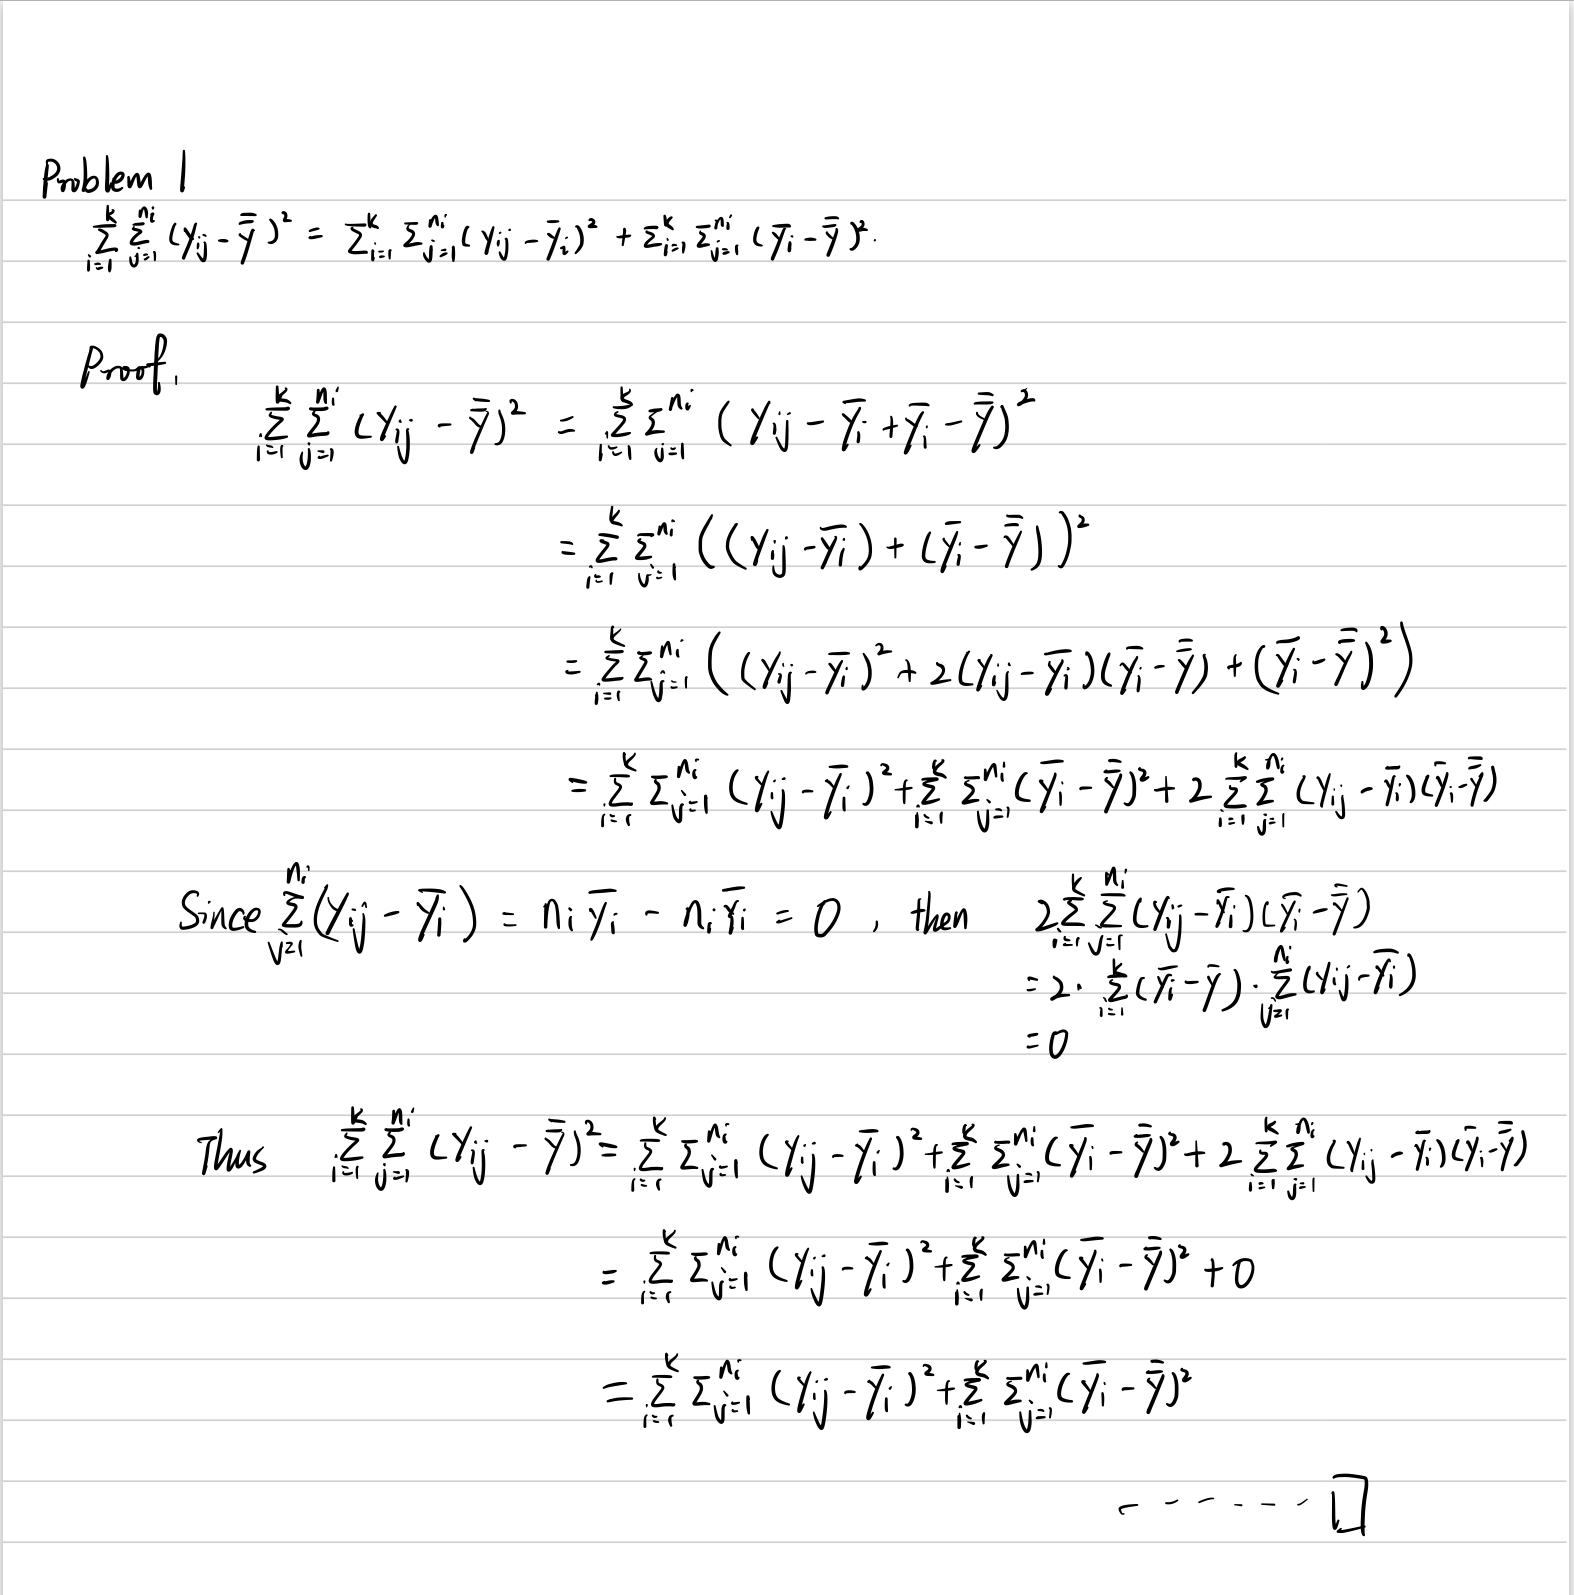 Problem 1
$\sum_{i=1}^{k} \sum_{j=1}^{n_i} (y_{ij} - \bar{\bar{y}})^2 = \sum_{i=1}^{k} \sum_{j=1}^{n_i} (y_{ij} - \bar{y}_i)^2 + \sum_{i=1}^{k} \sum_{j=1}^{n_i} (\bar{y}_i - \bar{\bar{y}})^2.$
Proof.
$\sum_{i=1}^{k} \sum_{j=1}^{n_i} (y_{ij} - \bar{\bar{y}})^2 = \sum_{i=1}^{k} \sum_{j=1}^{n_i} (y_{ij} - \bar{y}_i + \bar{y}_i - \bar{\bar{y}})^2$
$= \sum_{i=1}^{k} \sum_{j=1}^{n_i} ((y_{ij} - \bar{y}_i) + (\bar{y}_i - \bar{\bar{y}}))^2$
$= \sum_{i=1}^{k} \sum_{j=1}^{n_i} ((y_{ij} - \bar{y}_i)^2 + 2(y_{ij} - \bar{y}_i)(\bar{y}_i - \bar{\bar{y}}) + (\bar{y}_i - \bar{\bar{y}})^2)$
$= \sum_{i=1}^{k} \sum_{j=1}^{n_i} (y_{ij} - \bar{y}_i)^2 + \sum_{i=1}^{k} \sum_{j=1}^{n_i} (\bar{y}_i - \bar{\bar{y}})^2 + 2 \sum_{i=1}^{k} \sum_{j=1}^{n_i} (y_{ij} - \bar{y}_i)(\bar{y}_i - \bar{\bar{y}})$
Since $\sum_{j=1}^{n_i} (y_{ij} - \bar{y}_i) = n_i \bar{y}_i - n_i \bar{y}_i = 0$, then $2 \sum_{i=1}^{k} \sum_{j=1}^{n_i} (y_{ij} - \bar{y}_i)(\bar{y}_i - \bar{\bar{y}})$
$= 2 \cdot \sum_{i=1}^{k} (\bar{y}_i - \bar{y}) \cdot \sum_{j=1}^{n_i} (y_{ij} - \bar{y}_i)$
$= 0$
Thus $\sum_{i=1}^{k} \sum_{j=1}^{n_i} (y_{ij} - \bar{\bar{y}})^2 = \sum_{i=1}^{k} \sum_{j=1}^{n_i} (y_{ij} - \bar{y}_i)^2 + \sum_{i=1}^{k} \sum_{j=1}^{n_i} (\bar{y}_i - \bar{\bar{y}})^2 + 2 \sum_{i=1}^{k} \sum_{j=1}^{n_i} (y_{ij} - \bar{y}_i)(\bar{y}_i - \bar{\bar{y}})$
$= \sum_{i=1}^{k} \sum_{j=1}^{n_i} (y_{ij} - \bar{y}_i)^2 + \sum_{i=1}^{k} \sum_{j=1}^{n_i} (\bar{y}_i - \bar{\bar{y}})^2 + 0$
$= \sum_{i=1}^{k} \sum_{j=1}^{n_i} (y_{ij} - \bar{y}_i)^2 + \sum_{i=1}^{k} \sum_{j=1}^{n_i} (\bar{y}_i - \bar{\bar{y}})^2$
------ □